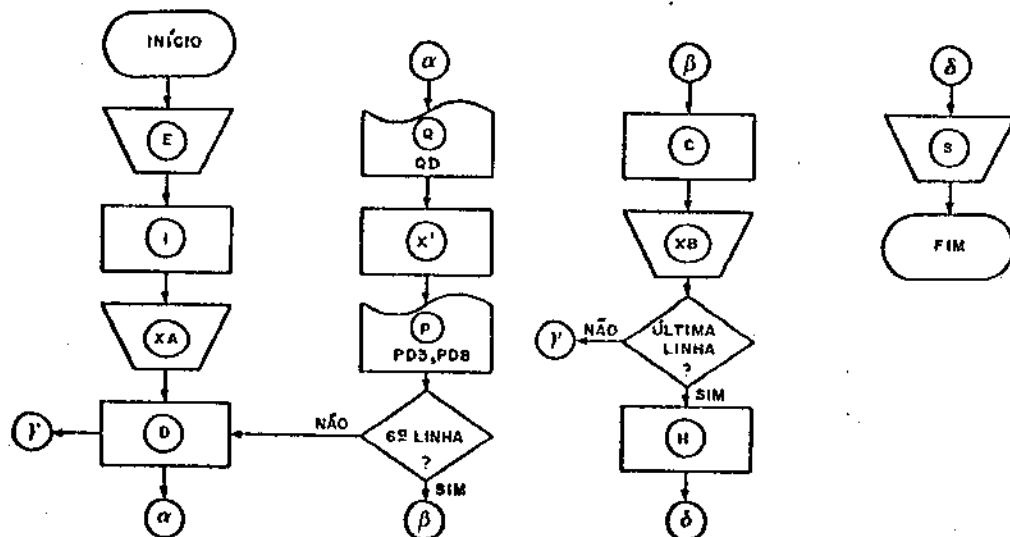 INÍCIO
E
I
XA
D
γ
α
α
Q
QD
X'
P
PD3,PD8
6ª LINHA
?
NÃO
SIM
β
β
C
XB
ÚLTIMA
LINHA
?
NÃO
γ
SIM
H
δ
δ
S
FIM